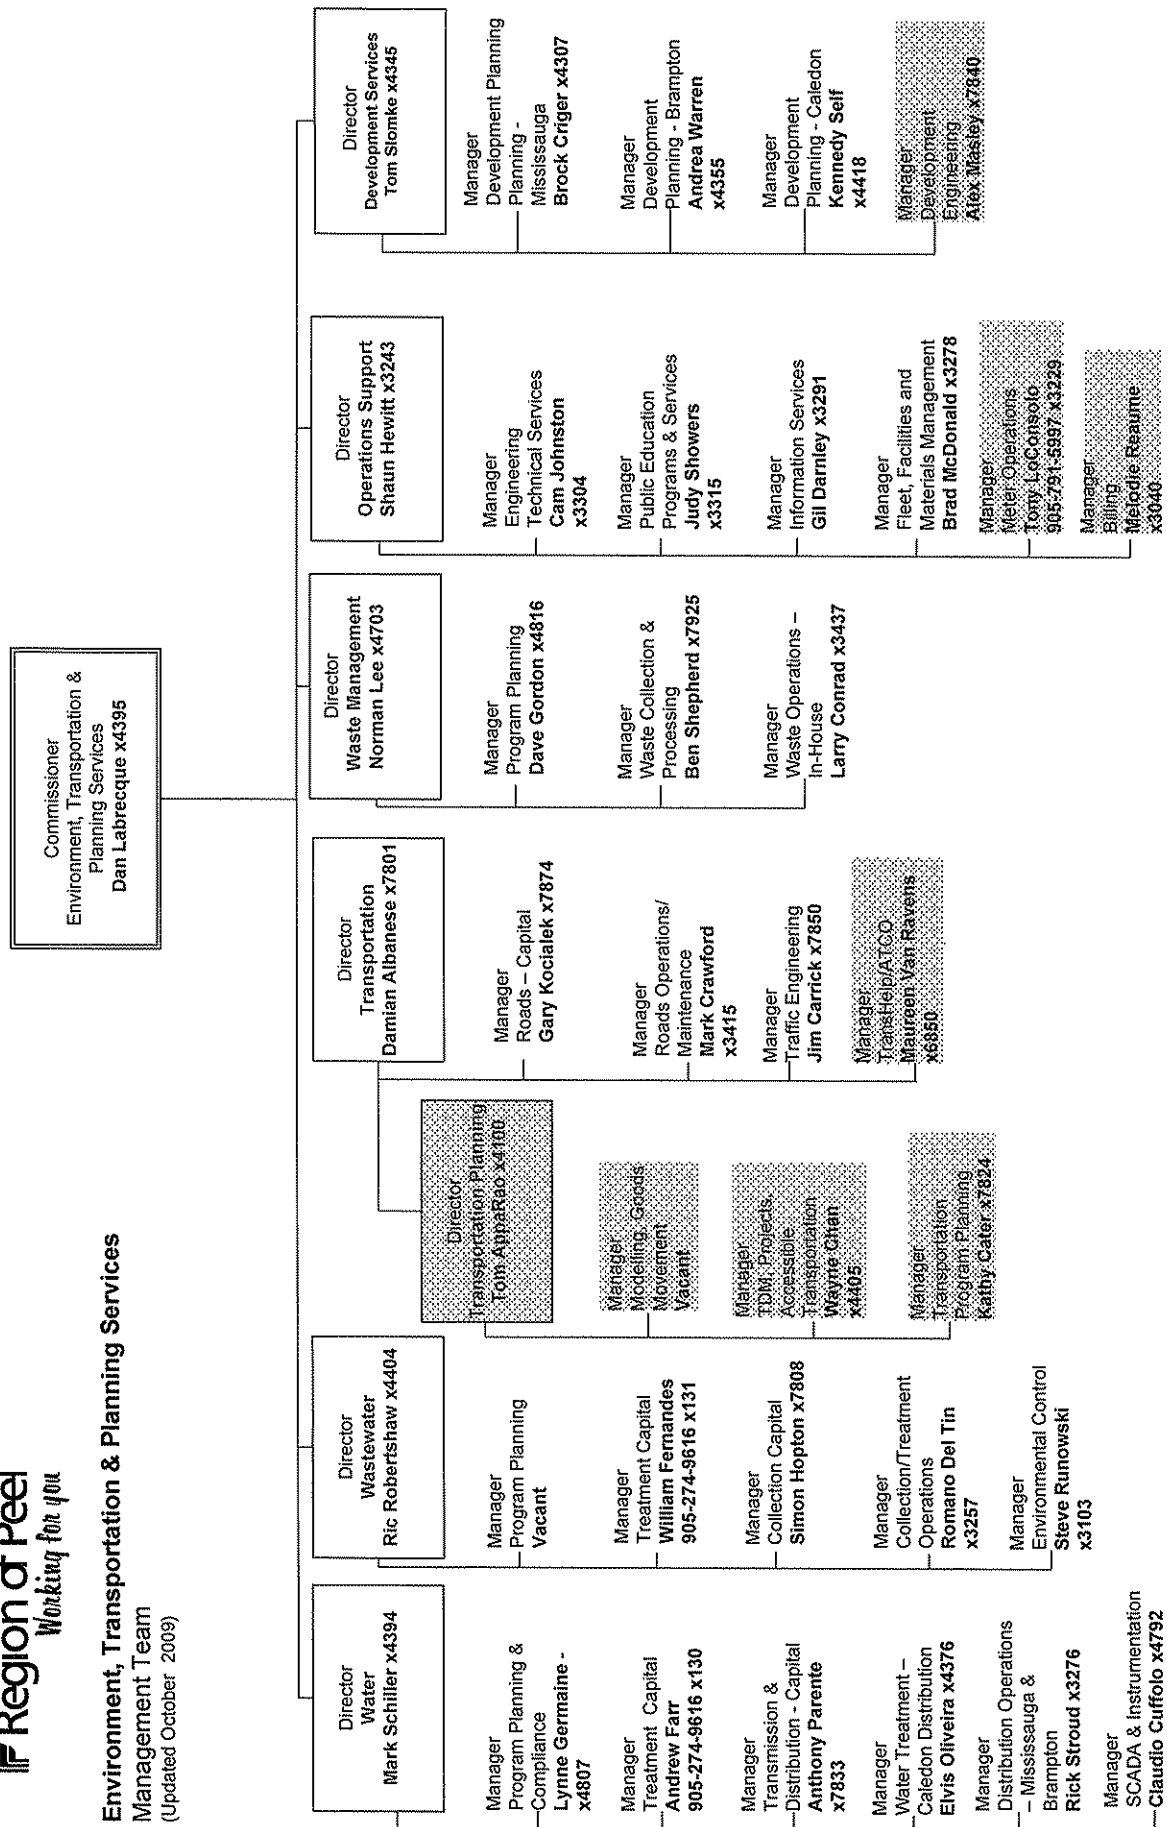 Region of Peel
Working for you
Environment, Transportation & Planning Services
Management Team
(Updated October 2009)
Commissioner
Environment, Transportation &
Planning Services
Dan Labrecque x4395
Director
Water
Mark Schiller x4394
Manager
Program Planning &
Compliance
Lynne Germaine -
x4807
Manager
Treatment Capital
Andrew Farr
905-274-9616 x130
Manager
Transmission &
Distribution - Capital
Anthony Parente
x7833
Manager
Water Treatment –
Caledon Distribution
Elvis Oliveira x4376
Manager
Distribution Operations
– Mississauga &
Brampton
Rick Stroud x3276
Manager
SCADA & Instrumentation
Claudio Cuffolo x4792
Director
Wastewater
Ric Robertshaw x4404
Manager
Program Planning
Vacant
Manager
Treatment Capital
William Fernandes
905-274-9616 x131
Manager
Collection Capital
Simon Hopton x7808
Manager
Collection/Treatment
Operations
Romano Del Tin
x3257
Manager
Environmental Control
Steve Runowski
x3103
Director
Transportation Planning
Tom AppaRao x4100
Manager
Modelling, Goods
Movement
Vacant
Manager
TDM, Projects,
Accessible
Transportation
Wayne Chan
x4405
Manager
Transportation
Program Planning
Kathy Cater x7824
Director
Transportation
Damian Albanese x7801
Manager
Roads – Capital
Gary Kocialek x7874
Manager
Roads Operations/
Maintenance
Mark Crawford
x3415
Manager
Traffic Engineering
Jim Carrick x7850
Manager
TransHelp/ATCO
Maureen Van Ravens
x6850
Director
Waste Management
Norman Lee x4703
Manager
Program Planning
Dave Gordon x4816
Manager
Waste Collection &
Processing
Ben Shepherd x7925
Manager
Waste Operations –
In-House
Larry Conrad x3437
Director
Operations Support
Shaun Hewitt x3243
Manager
Engineering
Technical Services
Cam Johnston
x3304
Manager
Public Education
Programs & Services
Judy Showers
x3315
Manager
Information Services
Gil Darnley x3291
Manager
Fleet, Facilities and
Materials Management
Brad McDonald x3278
Manager
Meter Operations
Tony LoConsolo
905-791-5997 x3229
Manager
Billing
Melodie Reaume
x3040
Director
Development Services
Tom Slomke x4345
Manager
Development Planning
Planning -
Mississauga
Brock Criger x4307
Manager
Development
Planning - Brampton
Andrea Warren
x4355
Manager
Development
Planning - Caledon
Kennedy Self
x4418
Manager
Development
Engineering
Alex Mastey x7840